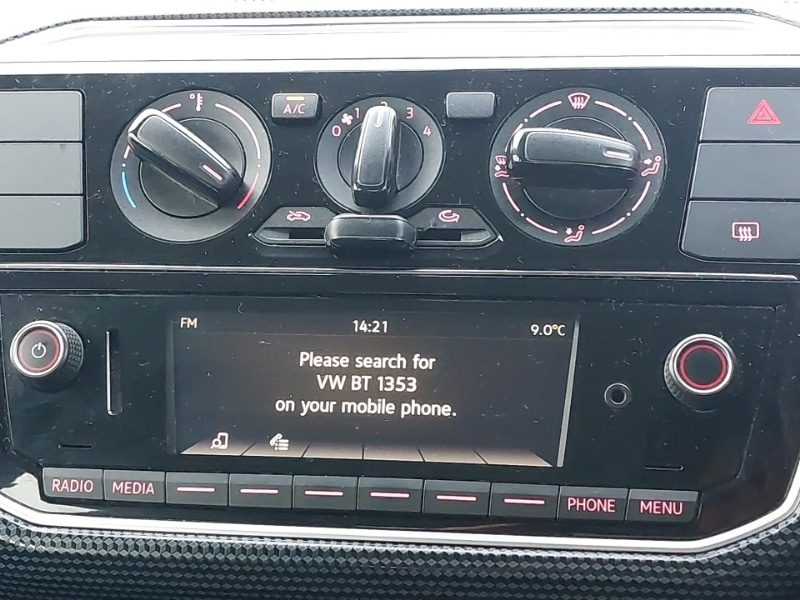 A/C
0 1 2 3 4
FM 14:21 9.0°C
Please search for
VW BT 1353
on your mobile phone.
RADIO MEDIA PHONE MENU